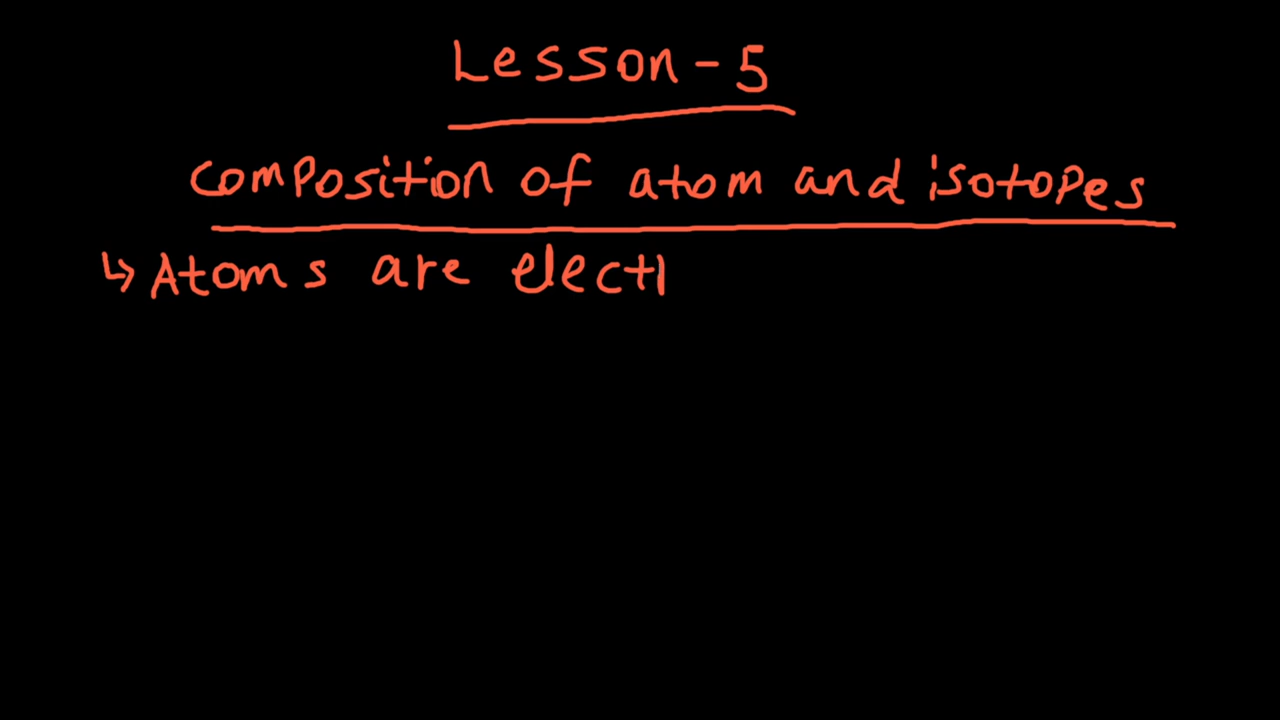 Lesson - 5
composition of atom and isotopes
↳ Atoms are elect